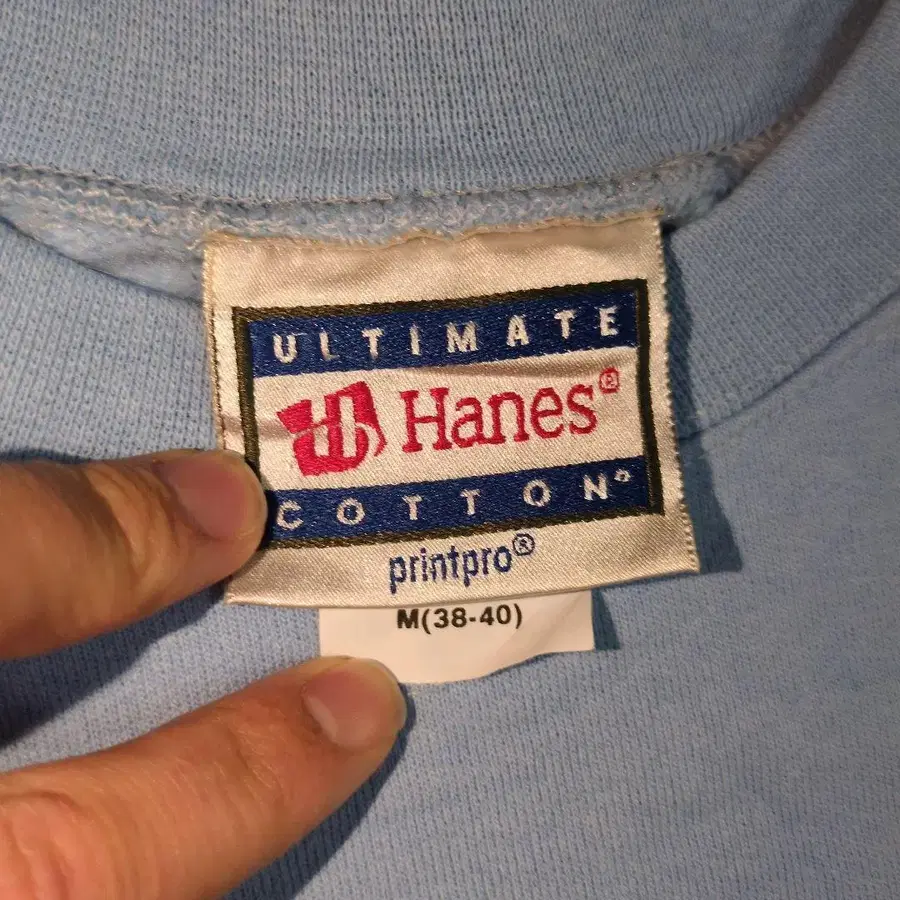 ULTIMATE
Hanes®
COTTON®
printpro®
M(38-40)